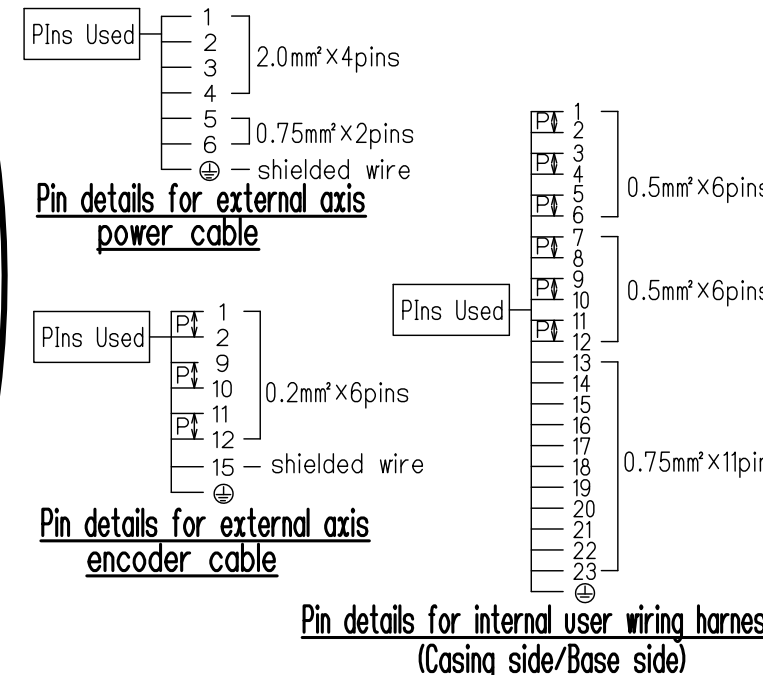 PIns Used
1
2
3
4
2.0mm²×4pins
5
6
0.75mm²×2pins
shielded wire
Pin details for external axis
power cable
PIns Used
P
1
2
P
9
10
P
11
12
0.2mm²×6pins
15
shielded wire
Pin details for external axis
encoder cable
PIns Used
P
1
2
P
3
4
P
5
6
0.5mm²×6pins
P
7
8
P
9
10
P
11
12
0.5mm²×6pins
13
14
15
16
17
18
19
20
21
22
23
0.75mm²×11pin
Pin details for internal user wiring harnes
(Casing side/Base side)